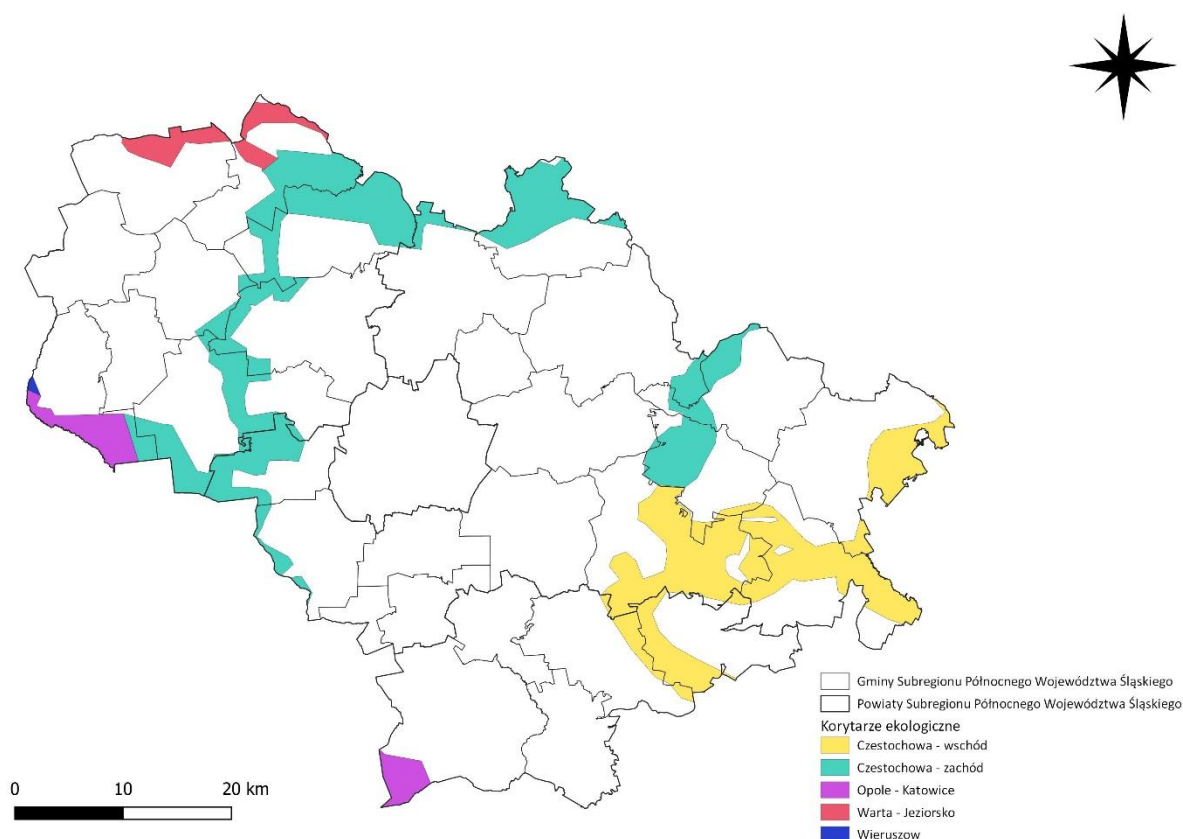 Gminy Subregionu Północnego Województwa Śląskiego
Powiaty Subregionu Północnego Województwa Śląskiego
Korytarze ekologiczne
Czestochowa - wschód
Czestochowa - zachód
Opole - Katowice
Warta - Jeziorsko
Wieruszow
0 10 20 km